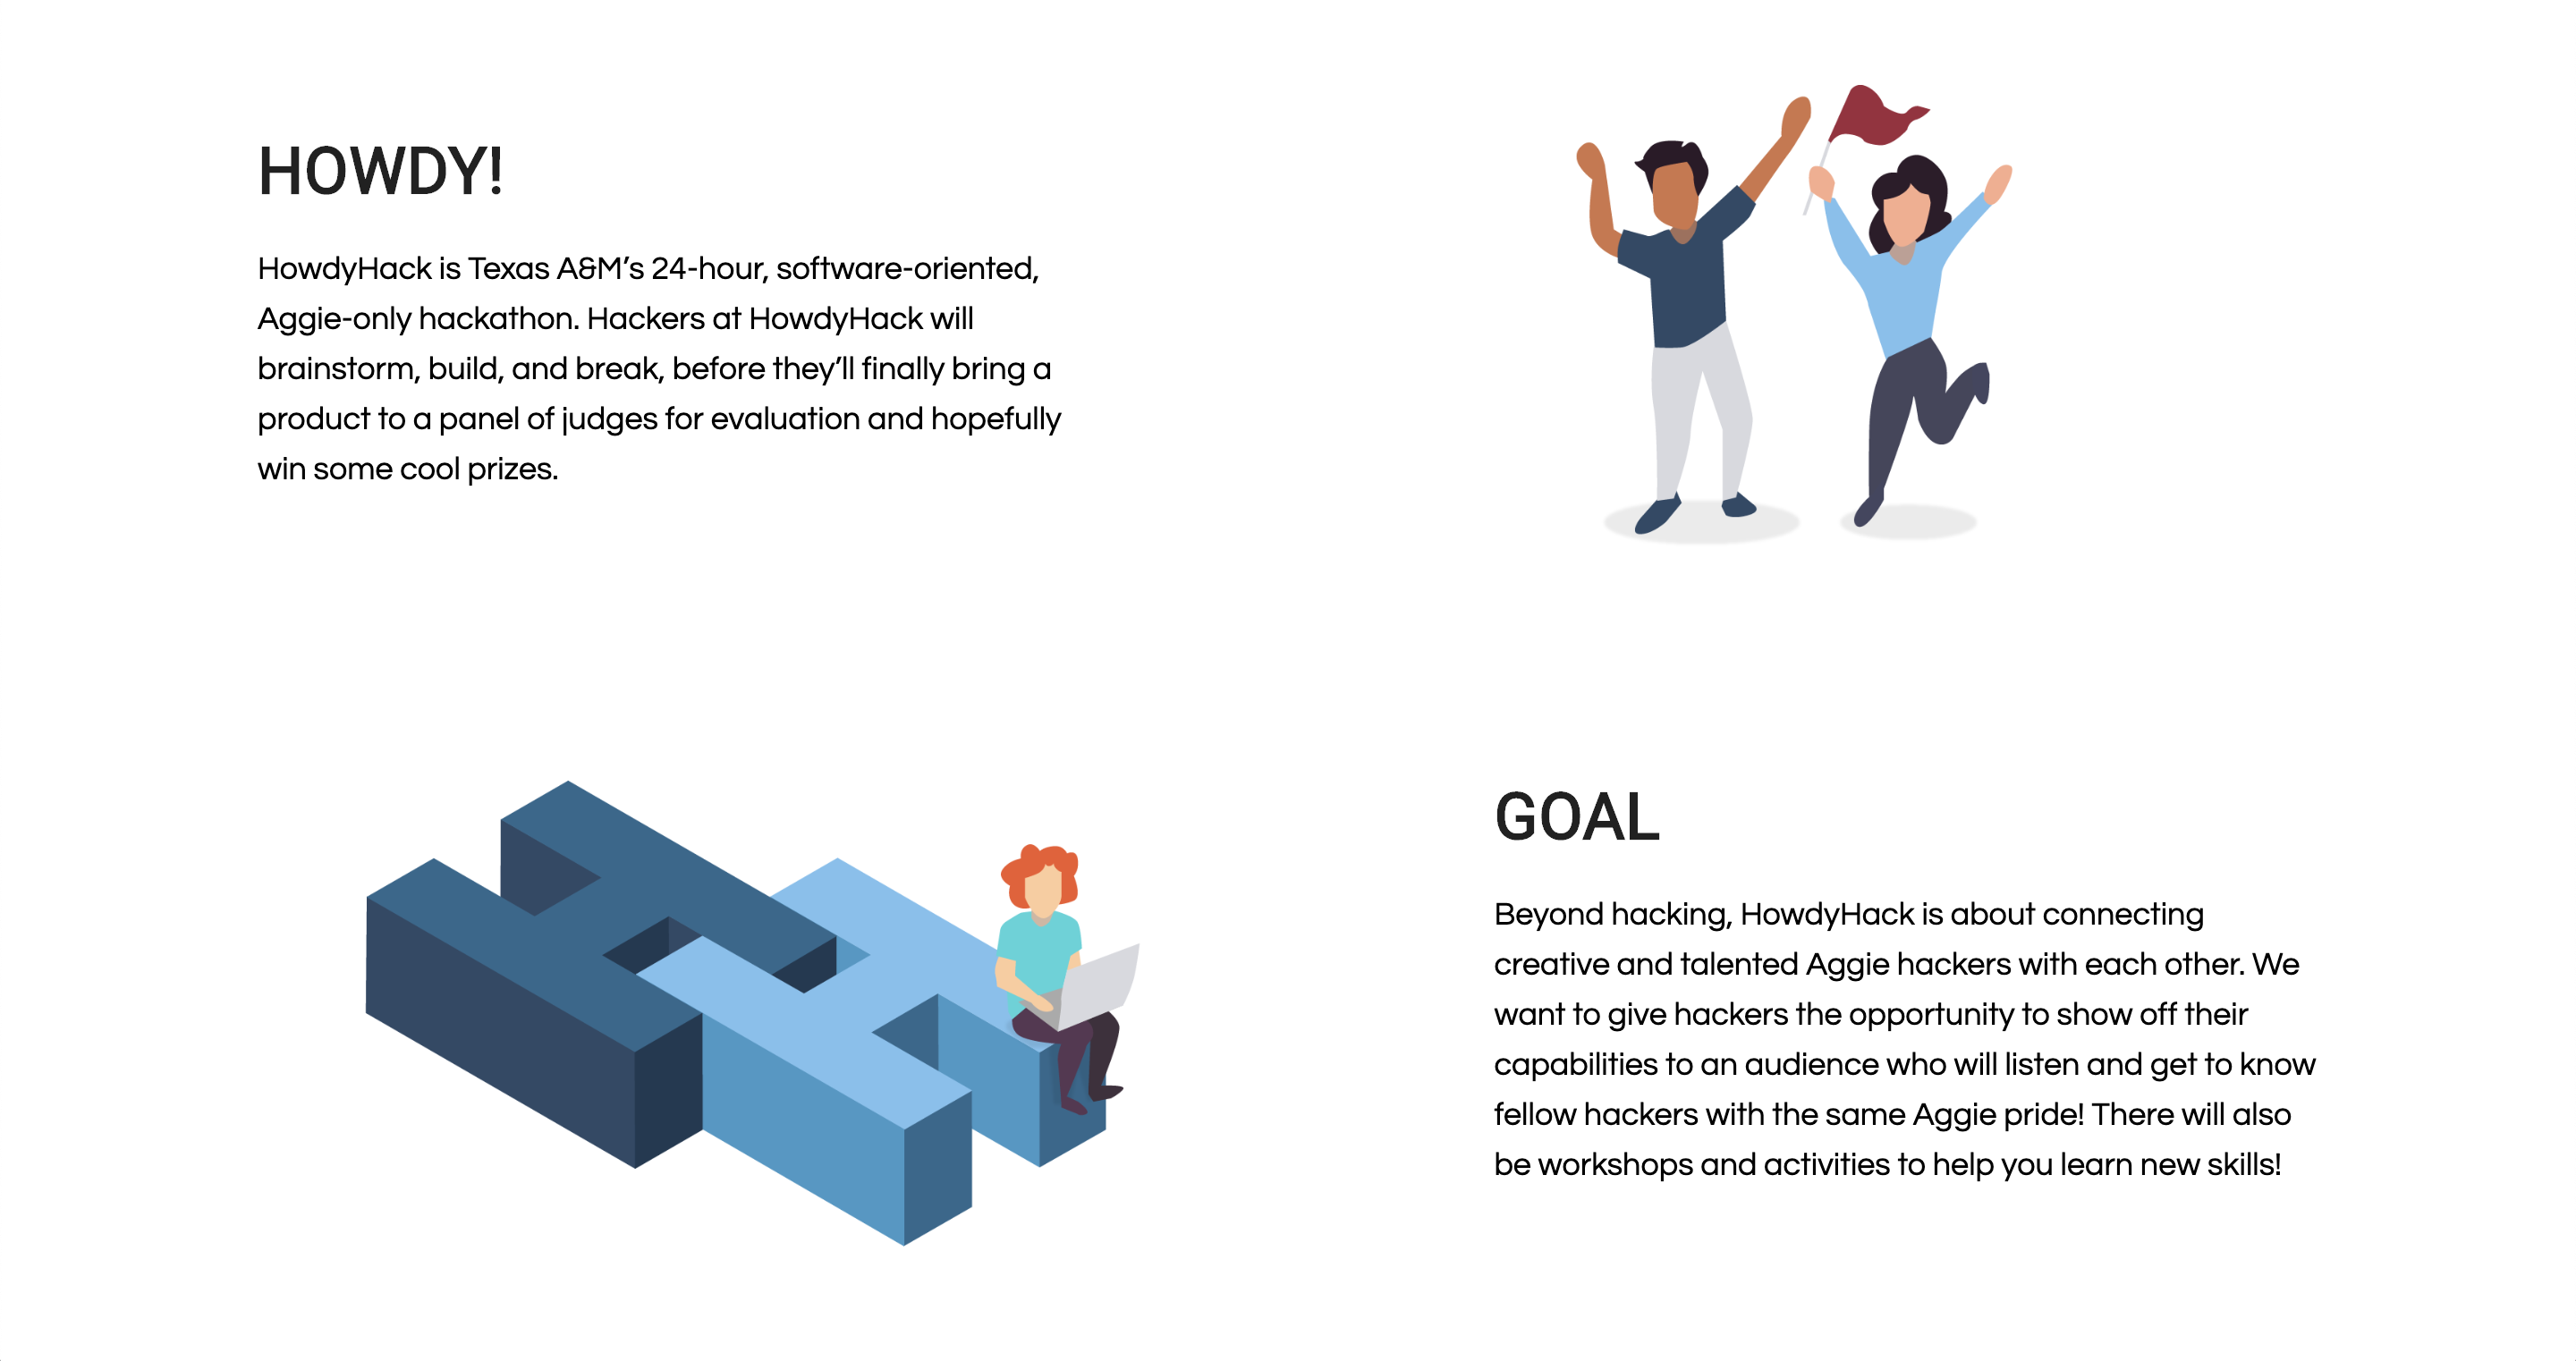 HOWDY!
HowdyHack is Texas A&M’s 24-hour, software-oriented,
Aggie-only hackathon. Hackers at HowdyHack will
brainstorm, build, and break, before they’ll finally bring a
product to a panel of judges for evaluation and hopefully
win some cool prizes.
GOAL
Beyond hacking, HowdyHack is about connecting
creative and talented Aggie hackers with each other. We
want to give hackers the opportunity to show off their
capabilities to an audience who will listen and get to know
fellow hackers with the same Aggie pride! There will also
be workshops and activities to help you learn new skills!